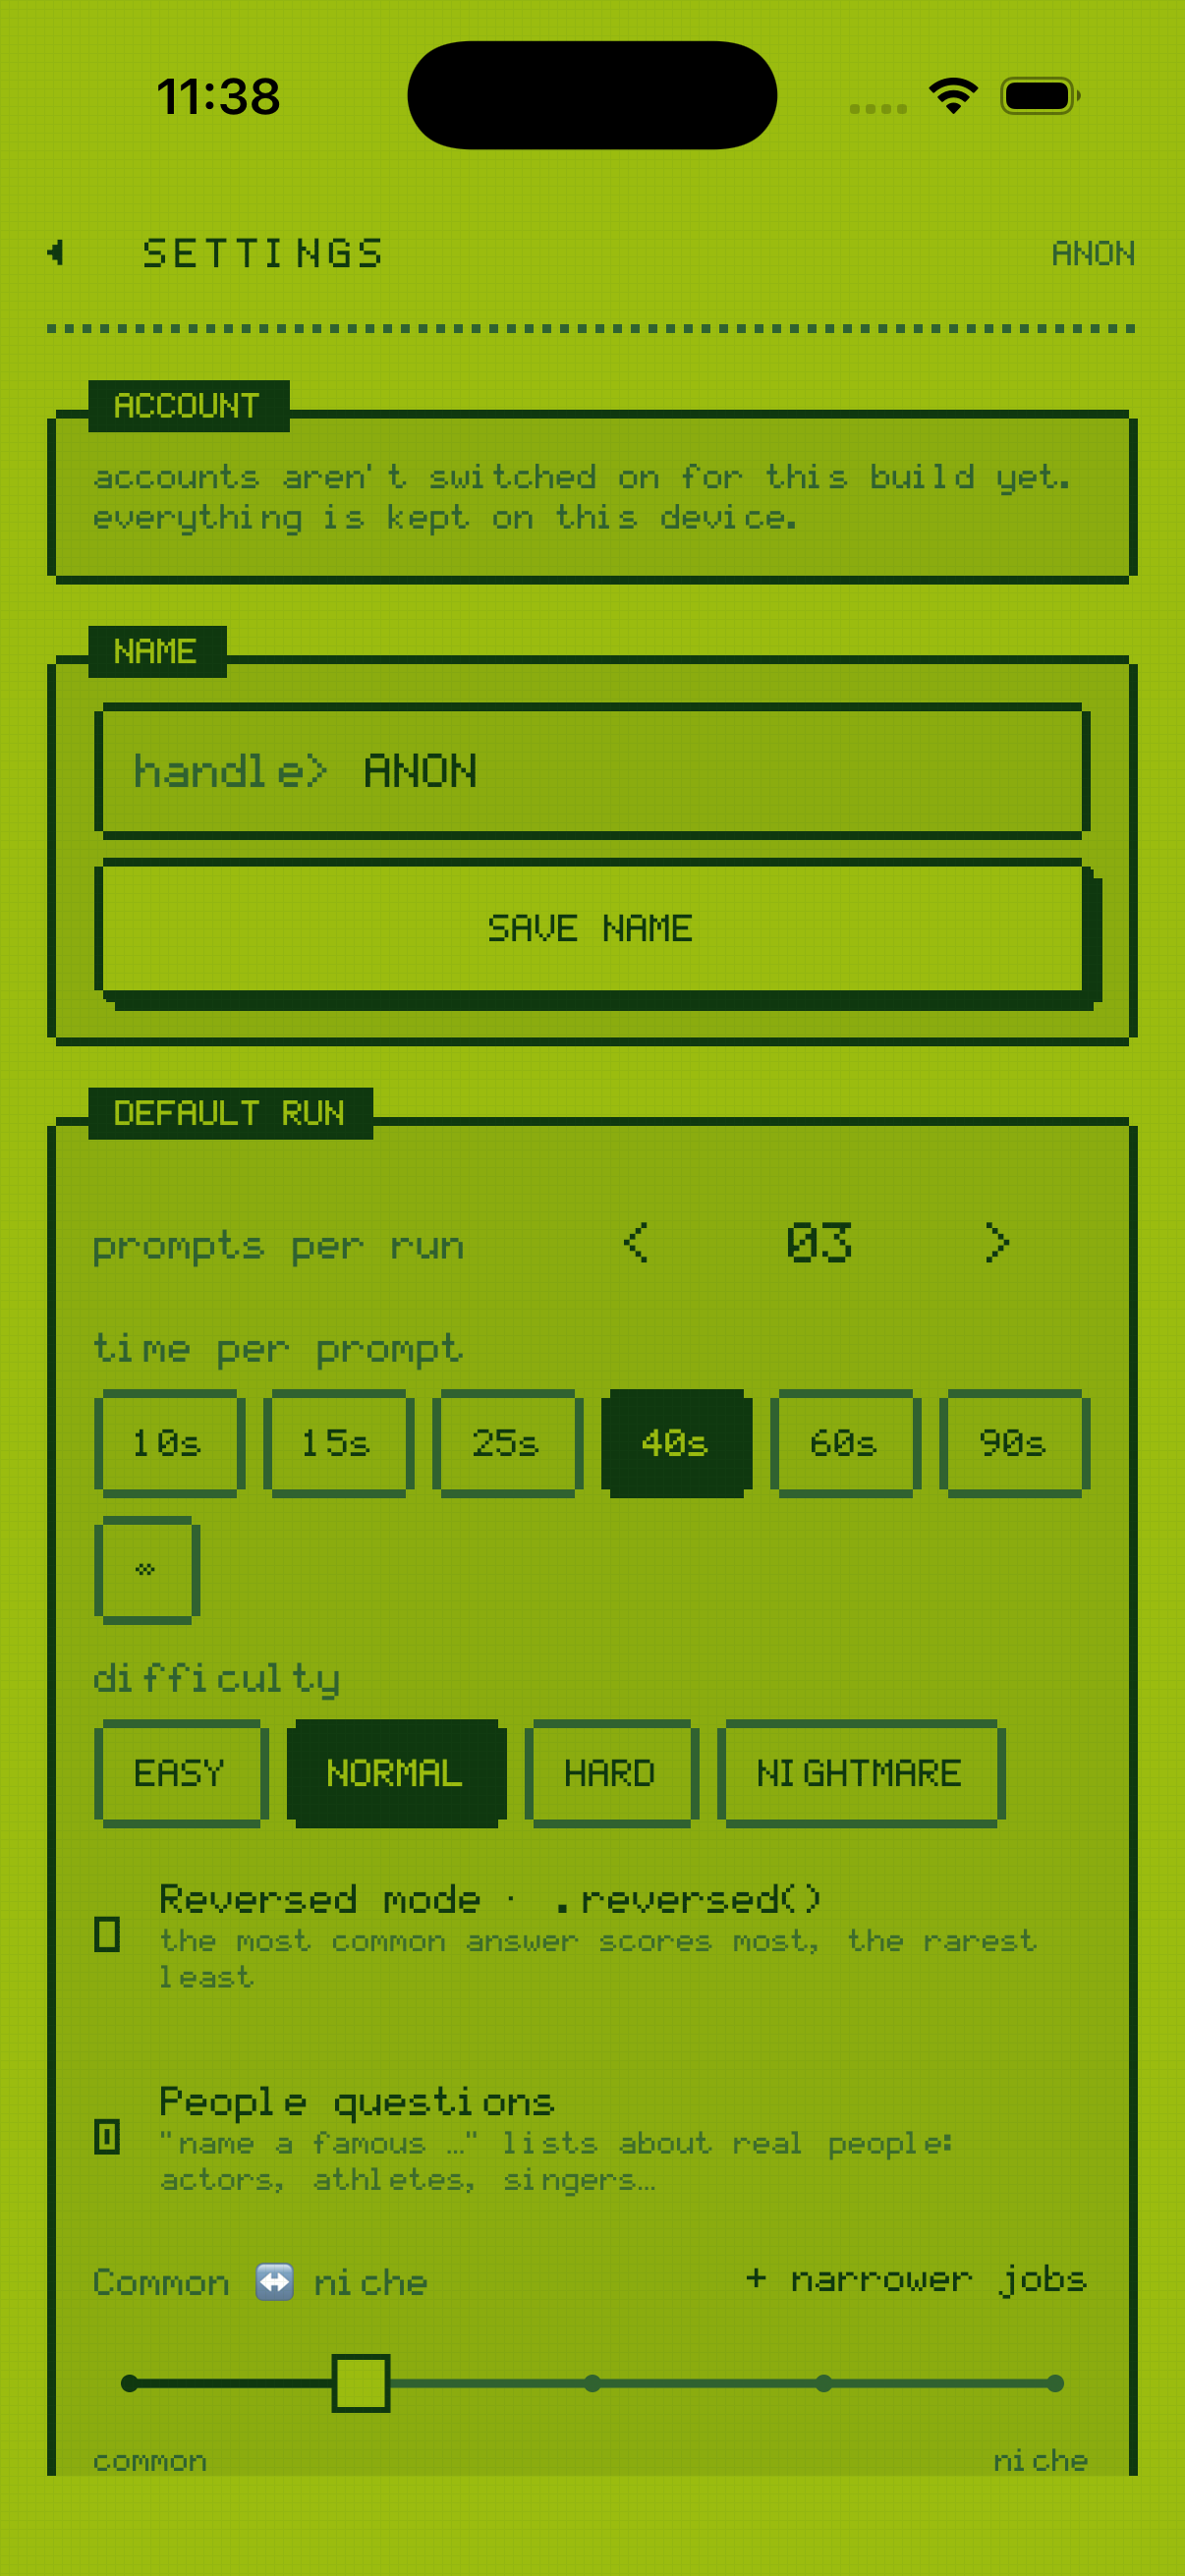 11:38
SETTINGS
ANON
ACCOUNT
accounts aren't switched on for this build yet.
everything is kept on this device.
NAME
handle> ANON
SAVE NAME
DEFAULT RUN
prompts per run < 03 >
time per prompt
10s 15s 25s 40s 60s 90s
∞
difficulty
EASY NORMAL HARD NIGHTMARE
Reversed mode · .reversed()
the most common answer scores most, the rarest
least
People questions
"name a famous …" lists about real people:
actors, athletes, singers…
Common ↔️ niche + narrower jobs
common niche